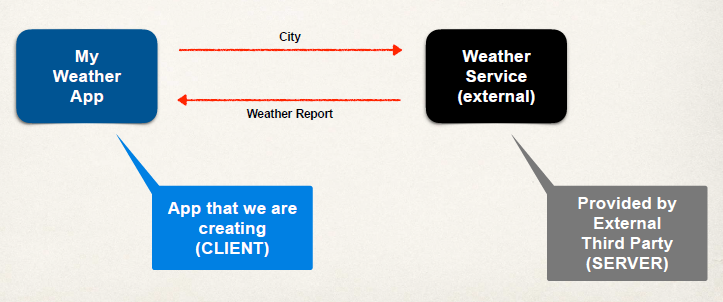 My
Weather
App
City
Weather Report
Weather
Service
(external)
App that we are
creating
(CLIENT)
Provided by
External
Third Party
(SERVER)